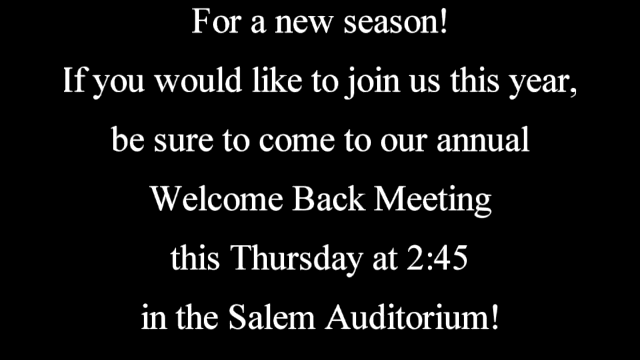 For a new season!
If you would like to join us this year,
be sure to come to our annual
Welcome Back Meeting
this Thursday at 2:45
in the Salem Auditorium!